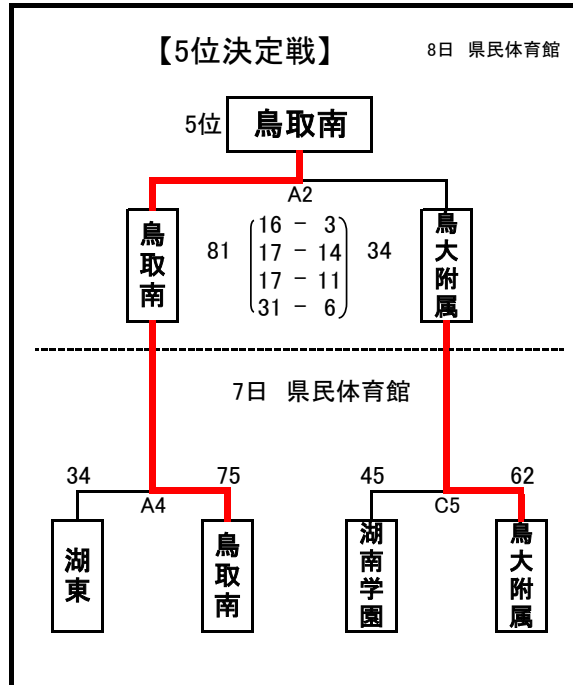 【5位決定戦】
8日 県民体育館
5位 鳥取南
A2
鳥取南
81
16 - 3
17 - 14
17 - 11
31 - 6
34
鳥大附属
7日 県民体育館
34 75 45 62
A4 C5
湖東
鳥取南
湖南学園
鳥大附属